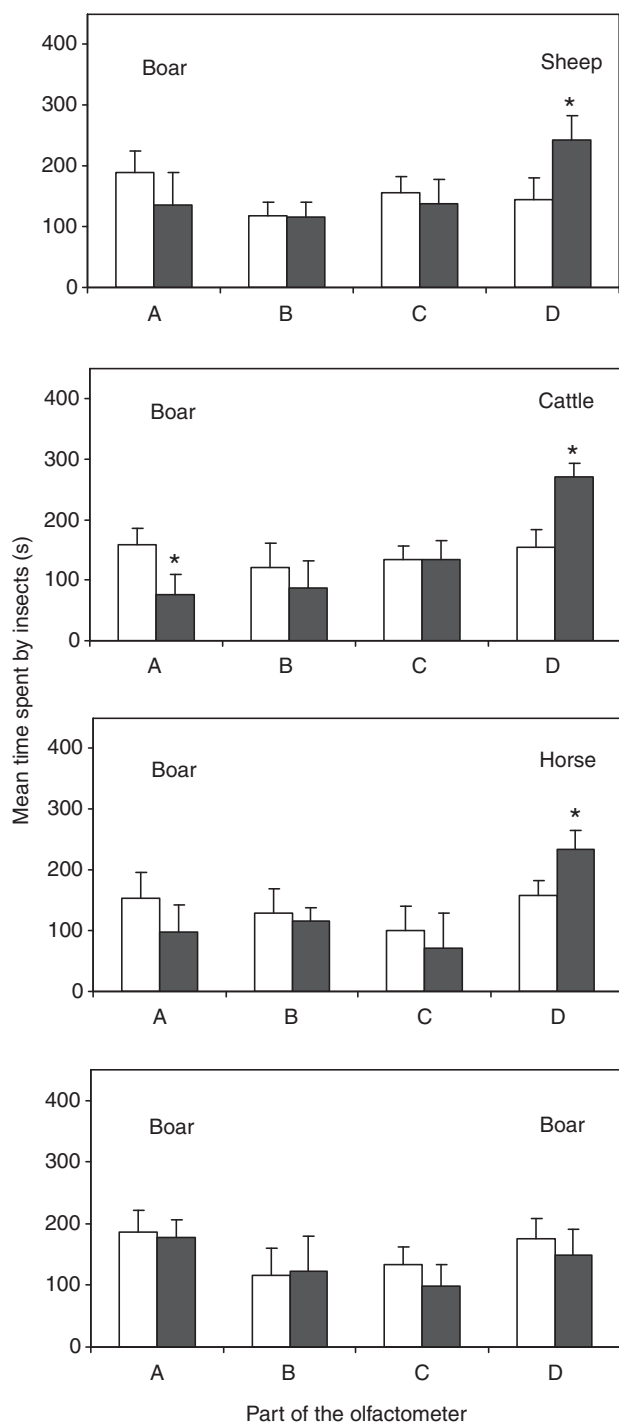 Mean time spent by insects (s)
Boar Sheep
400
300
200
100
0
*
A B C D
Boar Cattle
400
300
200
100
0
* *
A B C D
Boar Horse
400
300
200
100
0
*
A B C D
Boar Boar
400
300
200
100
0
A B C D
Part of the olfactometer